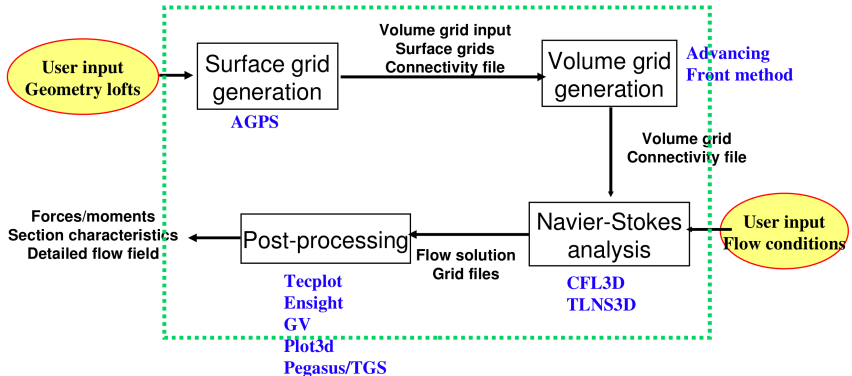 User input
Geometry lofts
Surface grid
generation
AGPS
Volume grid input
Surface grids
Connectivity file
Volume grid
generation
Advancing
Front method
Volume grid
Connectivity file
User input
Flow conditions
Navier-Stokes
analysis
CFL3D
TLNS3D
Flow solution
Grid files
Post-processing
Tecplot
Ensight
GV
Plot3d
Pegasus/TGS
Forces/moments
Section characteristics
Detailed flow field